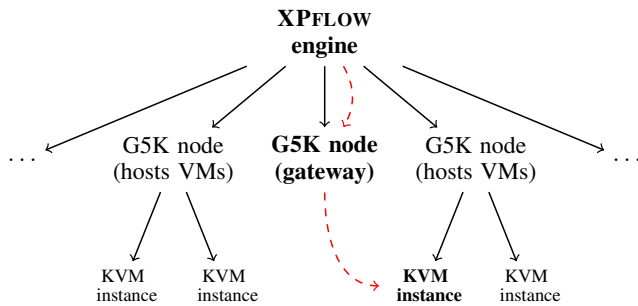 XPFLOW
engine
. . .
G5K node
(hosts VMs)
G5K node
(gateway)
G5K node
(hosts VMs)
. . .
KVM
instance
KVM
instance
KVM
instance
KVM
instance